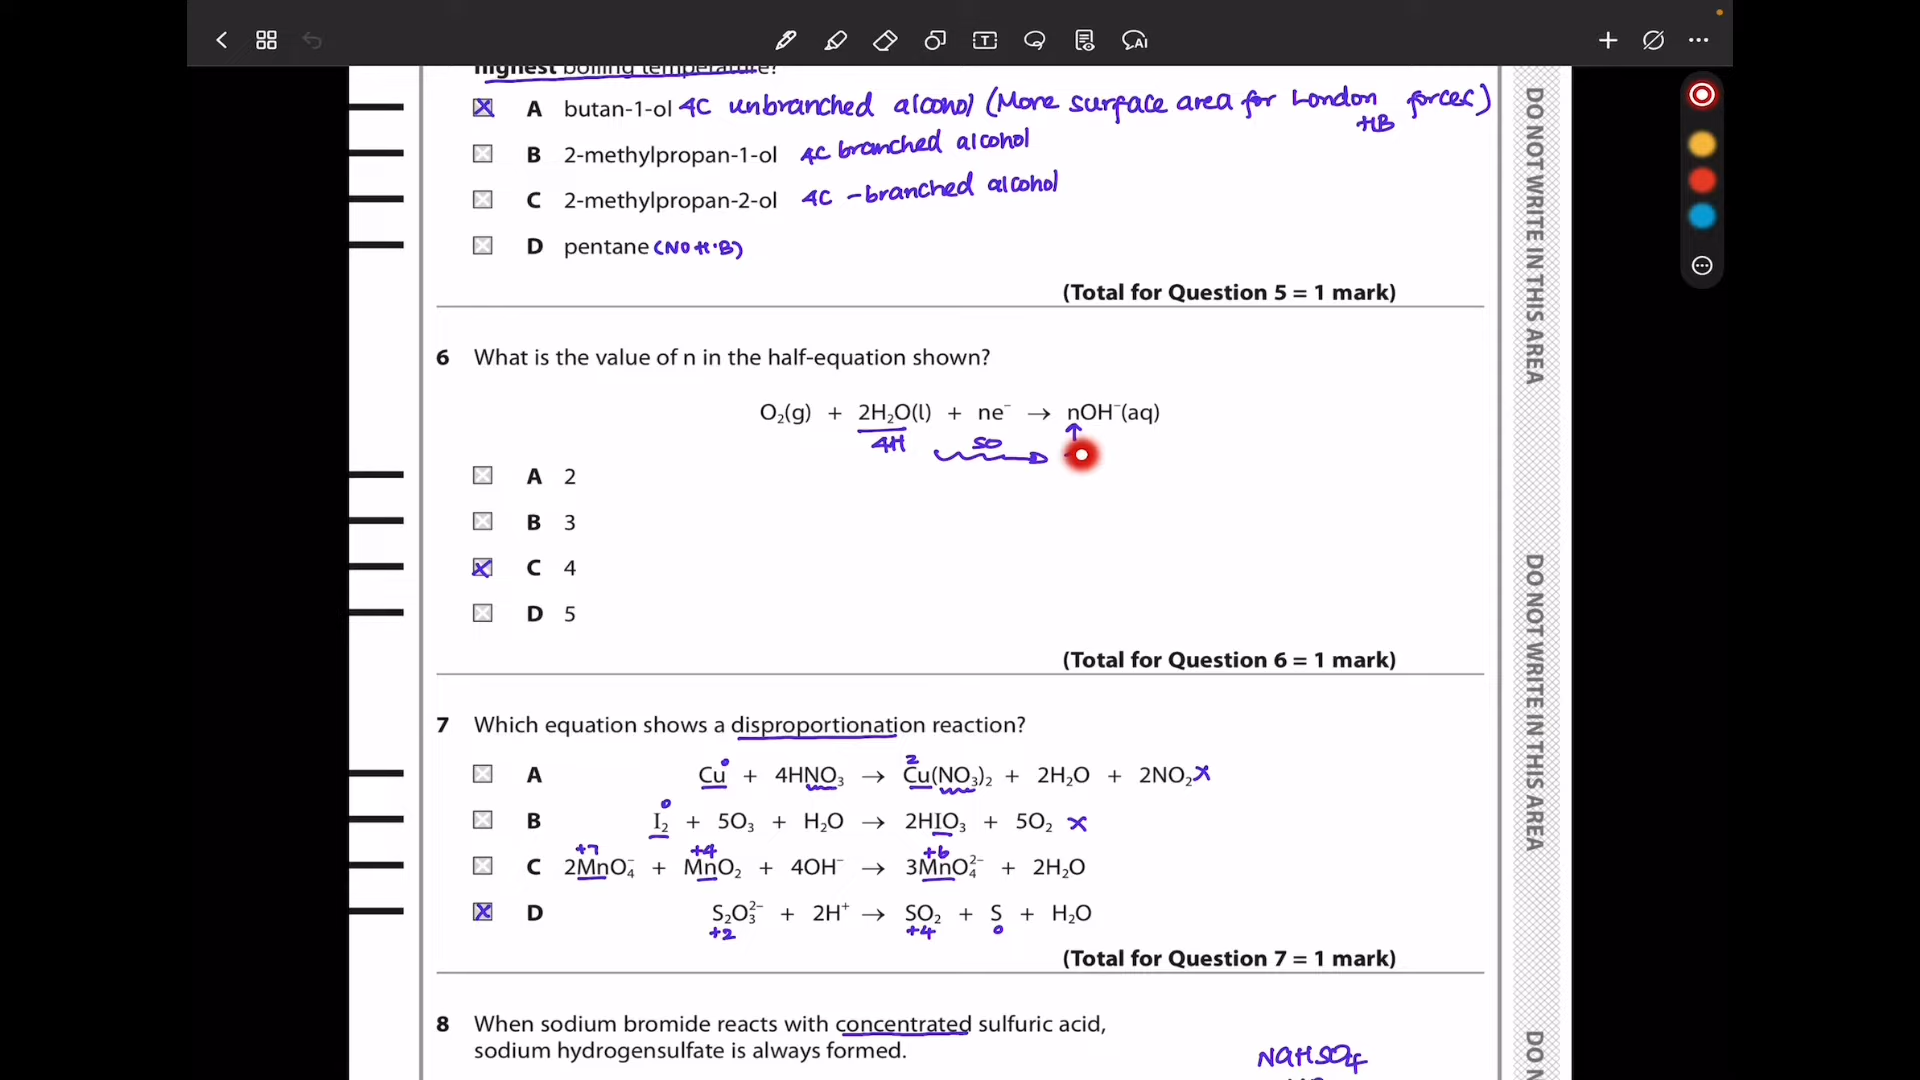 AI
highest boiling temperature?
A butan-1-ol 4C unbranched alcohol (More surface area for London forces)
+HB
B 2-methylpropan-1-ol 4C branched alcohol
C 2-methylpropan-2-ol 4C -branched alcohol
D pentane (NO H·B)
(Total for Question 5 = 1 mark)
6 What is the value of n in the half-equation shown?
O₂(g) + 2H₂O(l) + ne⁻ → nOH⁻(aq)
4H so
A 2
B 3
C 4
D 5
(Total for Question 6 = 1 mark)
7 Which equation shows a disproportionation reaction?
0 2
A Cu + 4HNO₃ → Cu(NO₃)₂ + 2H₂O + 2NO₂ x
0
B I₂ + 5O₃ + H₂O → 2HIO₃ + 5O₂ x
+7 +4 +6
C 2MnO₄⁻ + MnO₂ + 4OH⁻ → 3MnO₄²⁻ + 2H₂O
D S₂O₃²⁻ + 2H⁺ → SO₂ + S + H₂O
+2 +4 0
(Total for Question 7 = 1 mark)
8 When sodium bromide reacts with concentrated sulfuric acid,
sodium hydrogensulfate is always formed.
NaHSO4
DO NOT WRITE IN THIS AREA
DO NOT WRITE IN THIS AREA
DO N